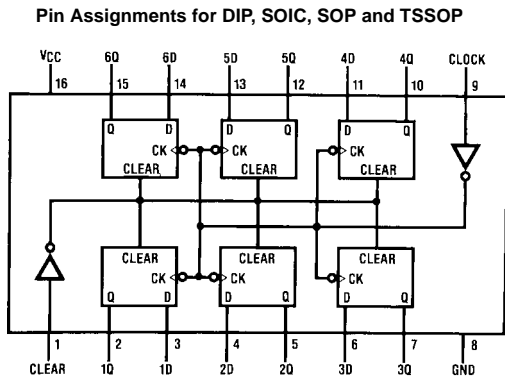 Pin Assignments for DIP, SOIC, SOP and TSSOP
VCC 6Q 6D 5D 5Q 4D 4Q CLOCK
16 15 14 13 12 11 10 9
Q D D Q D Q
CK CK CK
CLEAR CLEAR CLEAR
CLEAR CLEAR CLEAR
CK CK CK
Q D D Q D Q
1 2 3 4 5 6 7 8
CLEAR 1Q 1D 2D 2Q 3D 3Q GND